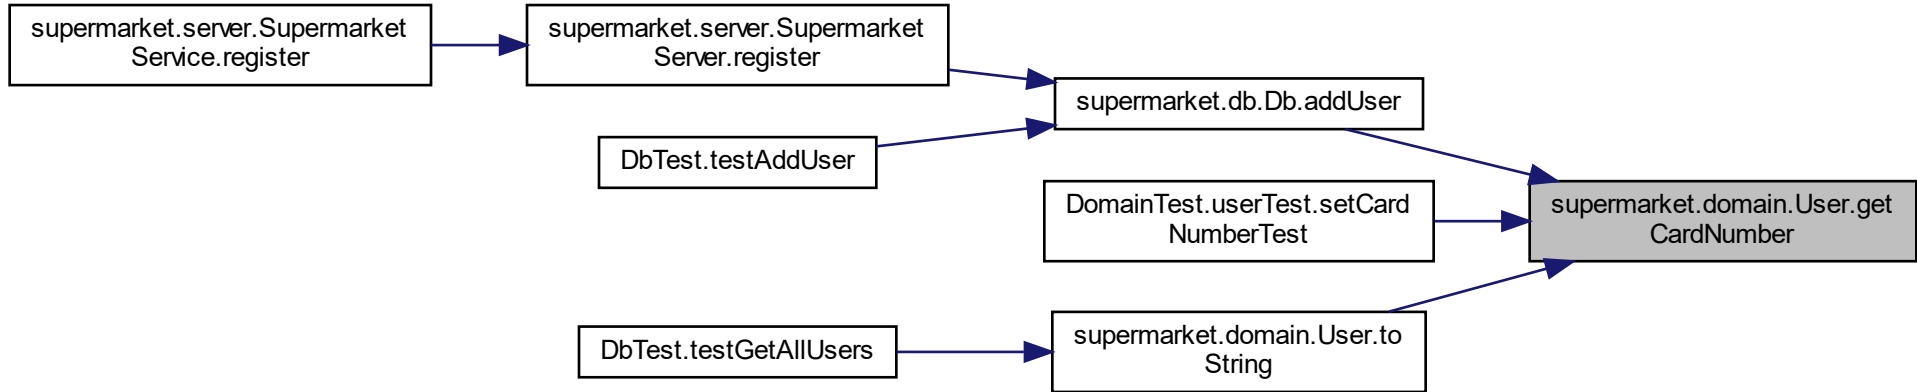 supermarket.server.Supermarket
Service.register
supermarket.server.Supermarket
Server.register
supermarket.db.Db.addUser
DbTest.testAddUser
DomainTest.userTest.setCard
NumberTest
supermarket.domain.User.get
CardNumber
supermarket.domain.User.to
String
DbTest.testGetAllUsers